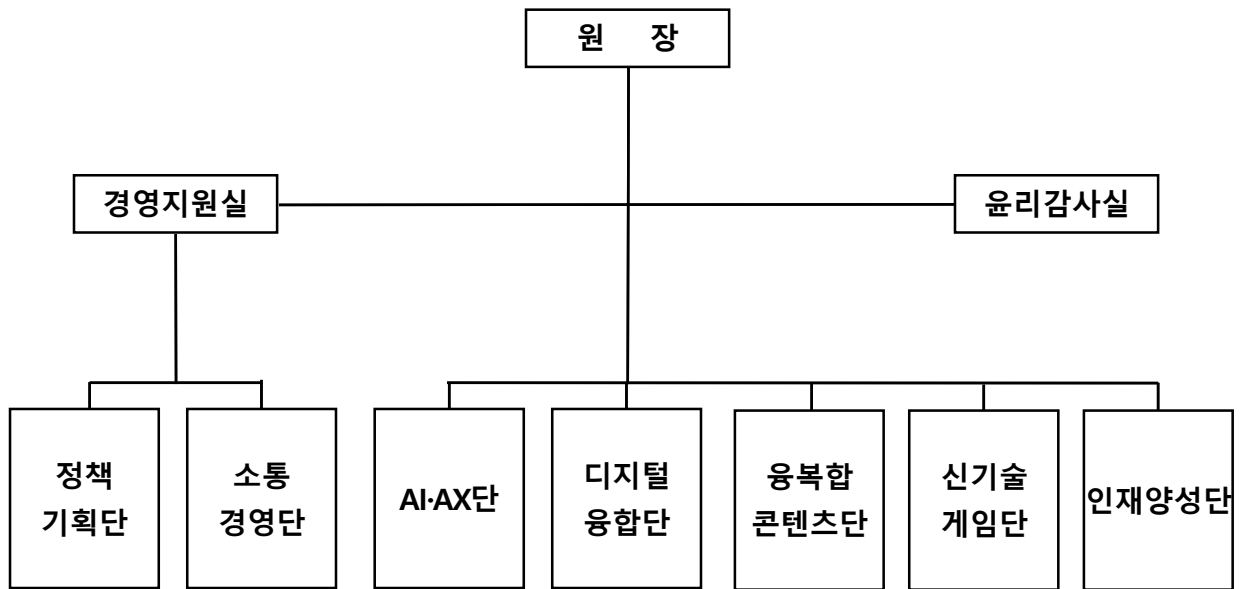 원 장
경영지원실
윤리감사실
정책
기획단
소통
경영단
AI·AX단
디지털
융합단
융복합
콘텐츠단
신기술
게임단
인재양성단